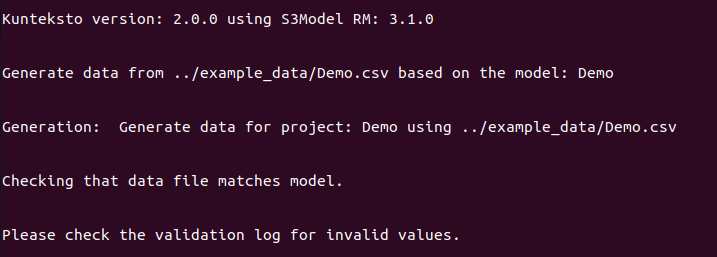 Kunteksto version: 2.0.0 using S3Model RM: 3.1.0
Generate data from ../example_data/Demo.csv based on the model: Demo
Generation:  Generate data for project: Demo using ../example_data/Demo.csv
Checking that data file matches model.
Please check the validation log for invalid values.